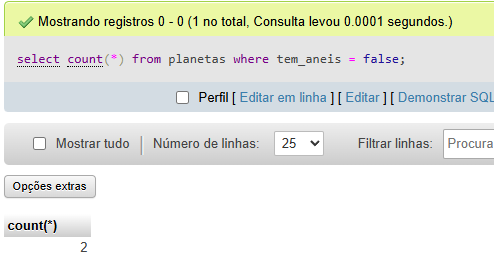 Mostrando registros 0 - 0 (1 no total, Consulta levou 0.0001 segundos.)
select count(*) from planetas where tem_aneis = false;
Perfil [ Editar em linha ] [ Editar ] [ Demonstrar SQL
Mostrar tudo Número de linhas: 25 Filtrar linhas: Procura
Opções extras
count(*)
2